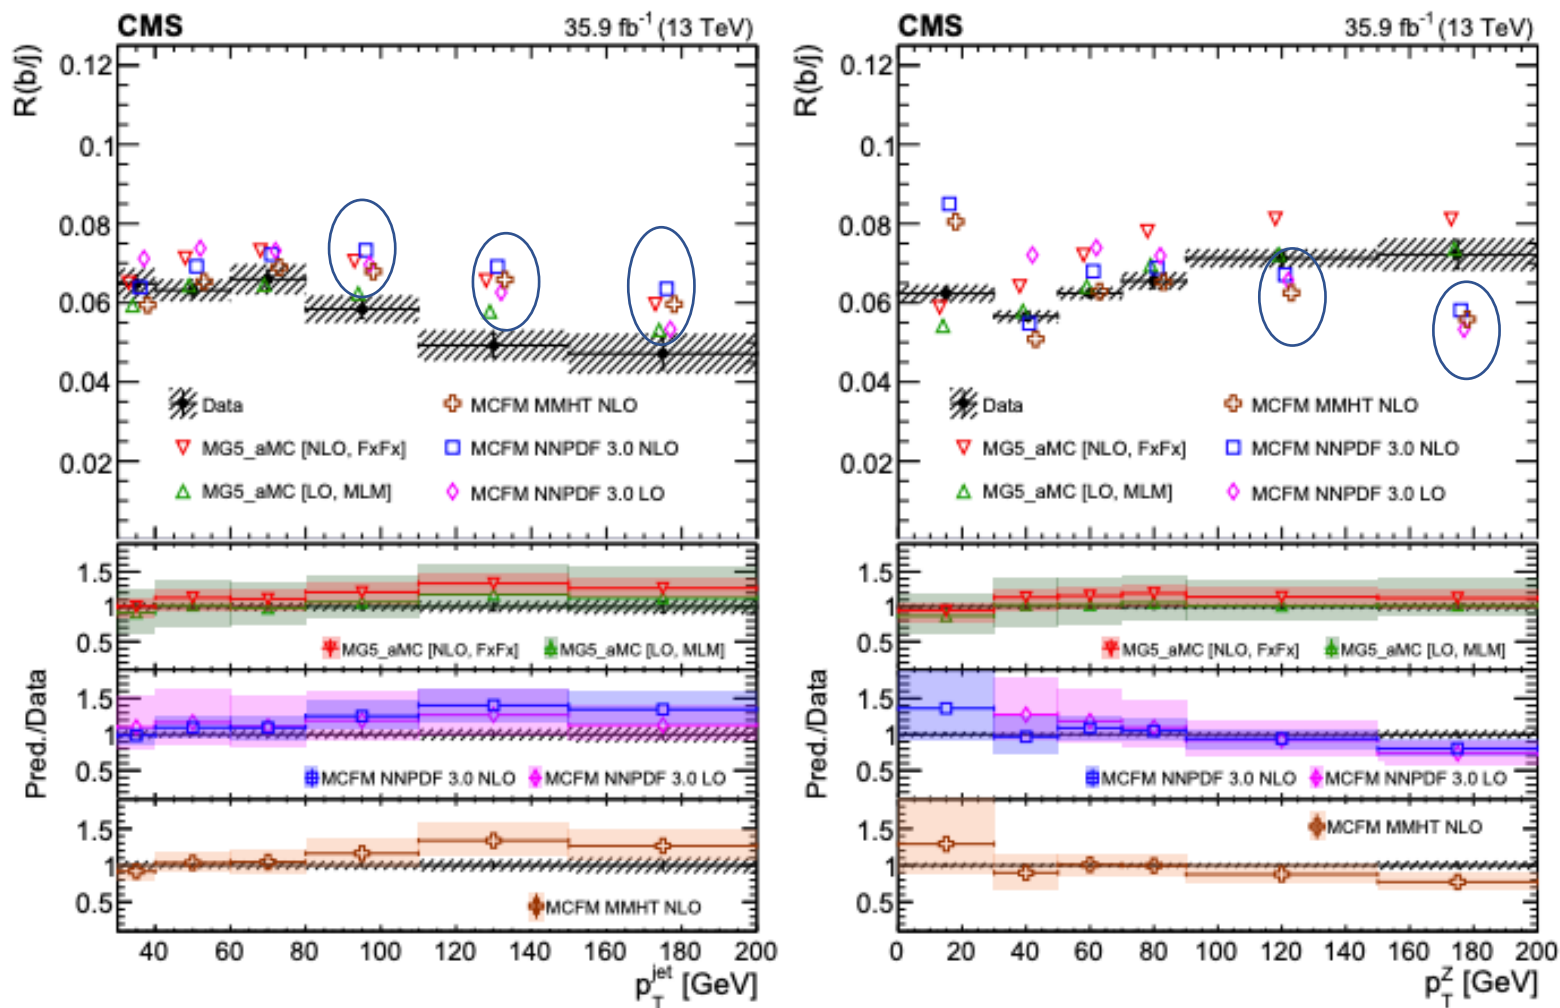 CMS 35.9 fb⁻¹ (13 TeV)
R(b/j)
0.12
0.1
0.08
0.06
0.04
0.02
Data
MCFM MMHT NLO
MG5_aMC [NLO, FxFx]
MCFM NNPDF 3.0 NLO
MG5_aMC [LO, MLM]
MCFM NNPDF 3.0 LO
Pred./Data
1.5
1
0.5
MG5_aMC [NLO, FxFx] MG5_aMC [LO, MLM]
1.5
1
0.5
MCFM NNPDF 3.0 NLO MCFM NNPDF 3.0 LO
1.5
1
0.5
MCFM MMHT NLO
40 60 80 100 120 140 160 180 200
p_T^jet [GeV]
CMS 35.9 fb⁻¹ (13 TeV)
R(b/j)
0.12
0.1
0.08
0.06
0.04
0.02
Data
MCFM MMHT NLO
MG5_aMC [NLO, FxFx]
MCFM NNPDF 3.0 NLO
MG5_aMC [LO, MLM]
MCFM NNPDF 3.0 LO
Pred./Data
1.5
1
0.5
MG5_aMC [NLO, FxFx] MG5_aMC [LO, MLM]
1.5
1
0.5
MCFM NNPDF 3.0 NLO MCFM NNPDF 3.0 LO
1.5
1
0.5
MCFM MMHT NLO
0 20 40 60 80 100 120 140 160 180 200
p_T^Z [GeV]